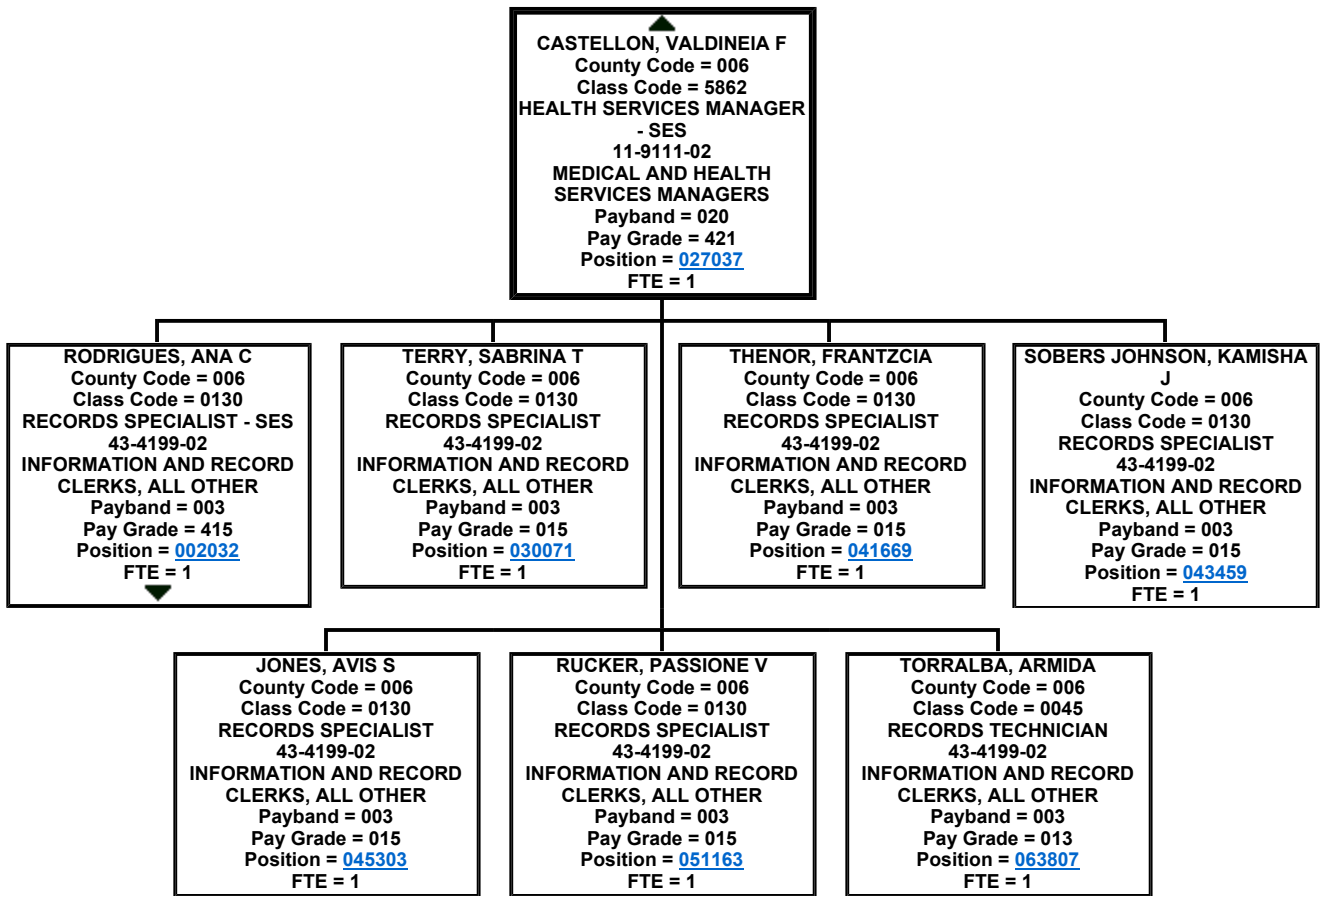 CASTELLON, VALDINEIA F
County Code = 006
Class Code = 5862
HEALTH SERVICES MANAGER
- SES
11-9111-02
MEDICAL AND HEALTH
SERVICES MANAGERS
Payband = 020
Pay Grade = 421
Position = 027037
FTE = 1
RODRIGUES, ANA C
County Code = 006
Class Code = 0130
RECORDS SPECIALIST - SES
43-4199-02
INFORMATION AND RECORD
CLERKS, ALL OTHER
Payband = 003
Pay Grade = 415
Position = 002032
FTE = 1
TERRY, SABRINA T
County Code = 006
Class Code = 0130
RECORDS SPECIALIST
43-4199-02
INFORMATION AND RECORD
CLERKS, ALL OTHER
Payband = 003
Pay Grade = 015
Position = 030071
FTE = 1
THENOR, FRANTZCIA
County Code = 006
Class Code = 0130
RECORDS SPECIALIST
43-4199-02
INFORMATION AND RECORD
CLERKS, ALL OTHER
Payband = 003
Pay Grade = 015
Position = 041669
FTE = 1
SOBERS JOHNSON, KAMISHA
J
County Code = 006
Class Code = 0130
RECORDS SPECIALIST
43-4199-02
INFORMATION AND RECORD
CLERKS, ALL OTHER
Payband = 003
Pay Grade = 015
Position = 043459
FTE = 1
JONES, AVIS S
County Code = 006
Class Code = 0130
RECORDS SPECIALIST
43-4199-02
INFORMATION AND RECORD
CLERKS, ALL OTHER
Payband = 003
Pay Grade = 015
Position = 045303
FTE = 1
RUCKER, PASSIONE V
County Code = 006
Class Code = 0130
RECORDS SPECIALIST
43-4199-02
INFORMATION AND RECORD
CLERKS, ALL OTHER
Payband = 003
Pay Grade = 015
Position = 051163
FTE = 1
TORRALBA, ARMIDA
County Code = 006
Class Code = 0045
RECORDS TECHNICIAN
43-4199-02
INFORMATION AND RECORD
CLERKS, ALL OTHER
Payband = 003
Pay Grade = 013
Position = 063807
FTE = 1